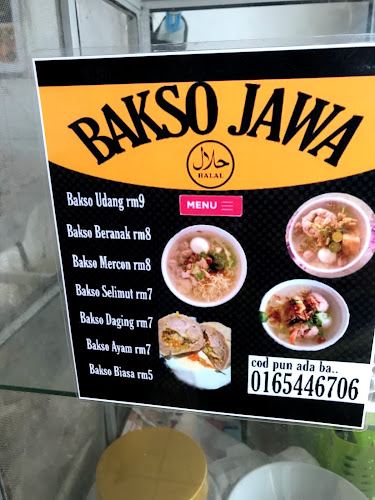 BAKSO JAWA
حلال
HALAL
MENU
Bakso Udang rm9
Bakso Beranak rm8
Bakso Mercon rm8
Bakso Selimut rm7
Bakso Daging rm7
Bakso Ayam rm7
Bakso Biasa rm5
cod pun ada ba..
0165446706